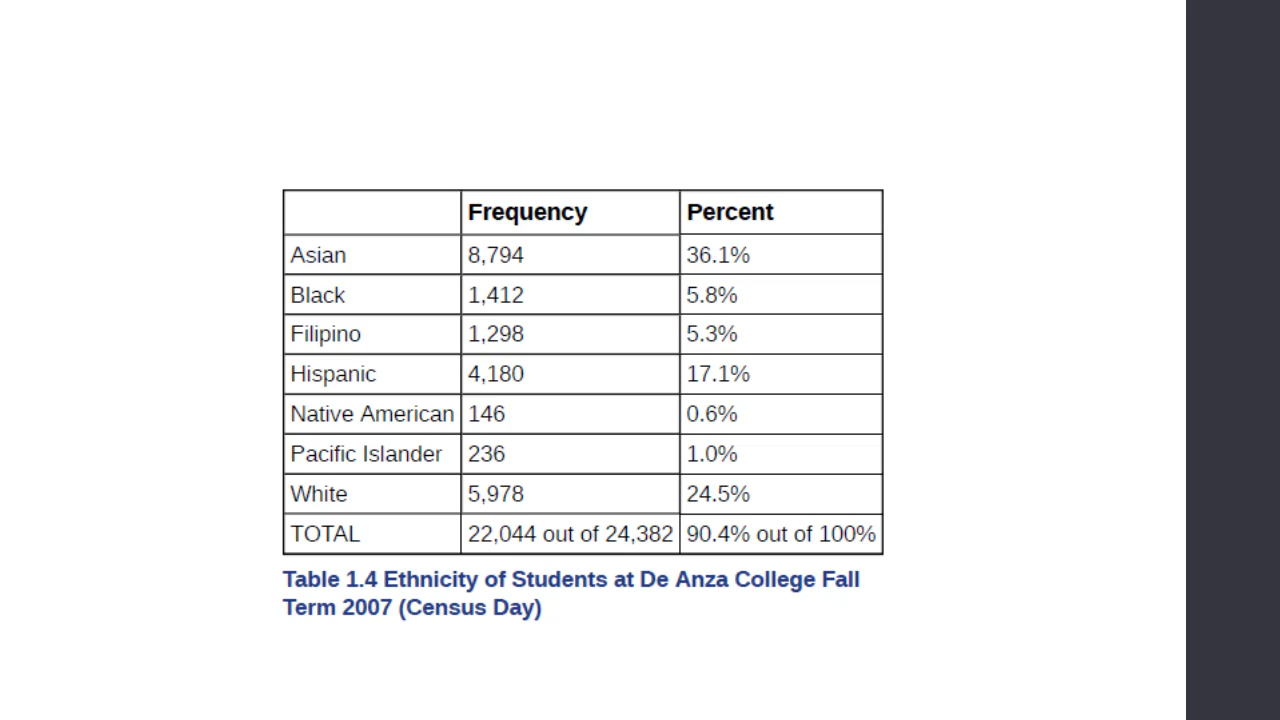 Frequency Percent
Asian 8,794 36.1%
Black 1,412 5.8%
Filipino 1,298 5.3%
Hispanic 4,180 17.1%
Native American 146 0.6%
Pacific Islander 236 1.0%
White 5,978 24.5%
TOTAL 22,044 out of 24,382 90.4% out of 100%
Table 1.4 Ethnicity of Students at De Anza College Fall
Term 2007 (Census Day)